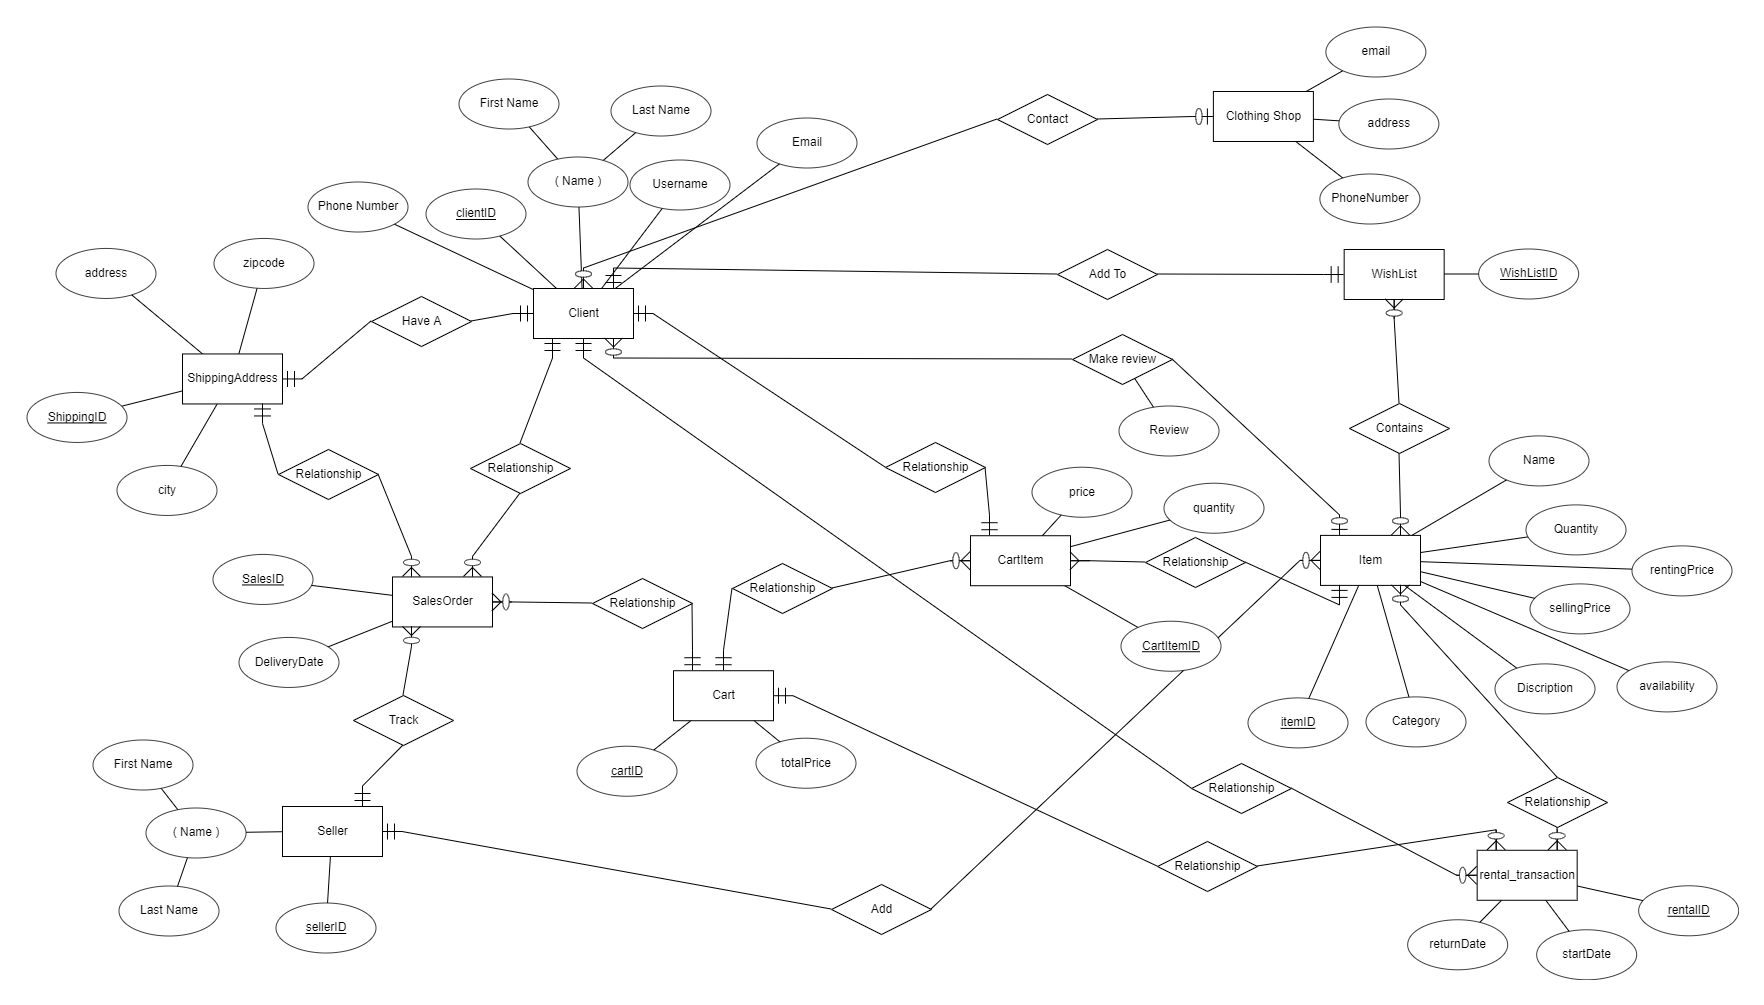 email
Clothing Shop
address
PhoneNumber
Contact
First Name
Last Name
Email
( Name )
Username
Phone Number
clientID
address
zipcode
Add To
WishList
WishListID
Have A
Client
Make review
Review
ShippingAddress
ShippingID
city
Contains
Relationship
Relationship
Relationship
Name
price
quantity
Quantity
CartItem
Relationship
Item
rentingPrice
SalesID
SalesOrder
Relationship
Relationship
sellingPrice
CartItemID
DeliveryDate
Discription
availability
Track
Cart
itemID
Category
First Name
cartID
totalPrice
Relationship
Relationship
( Name )
Seller
Relationship
rental_transaction
Last Name
sellerID
Add
rentalID
returnDate
startDate